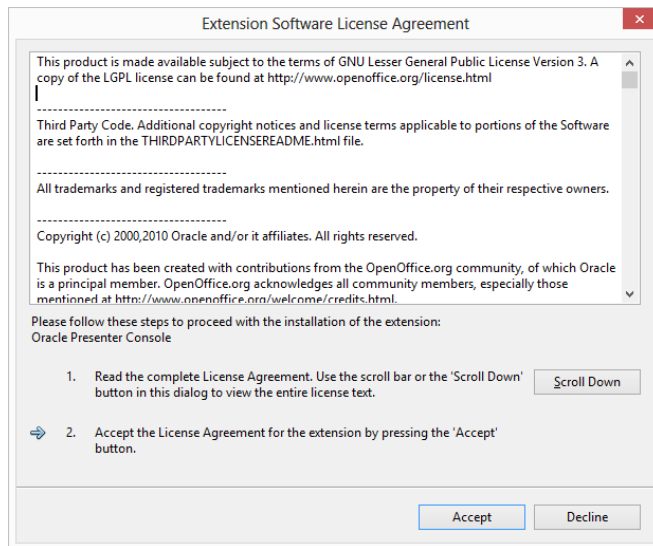 Extension Software License Agreement
This product is made available subject to the terms of GNU Lesser General Public License Version 3. A
copy of the LGPL license can be found at http://www.openoffice.org/license.html
-----------------------------------
Third Party Code. Additional copyright notices and license terms applicable to portions of the Software
are set forth in the THIRDPARTYLICENSEREADME.html file.
-----------------------------------
All trademarks and registered trademarks mentioned herein are the property of their respective owners.
-----------------------------------
Copyright (c) 2000,2010 Oracle and/or it affiliates. All rights reserved.
This product has been created with contributions from the OpenOffice.org community, of which Oracle
is a principal member. OpenOffice.org acknowledges all community members, especially those
mentioned at http://www.openoffice.org/welcome/credits.html.
Please follow these steps to proceed with the installation of the extension:
Oracle Presenter Console
1. Read the complete License Agreement. Use the scroll bar or the 'Scroll Down'
button in this dialog to view the entire license text.
Scroll Down
2. Accept the License Agreement for the extension by pressing the 'Accept'
button.
Accept
Decline